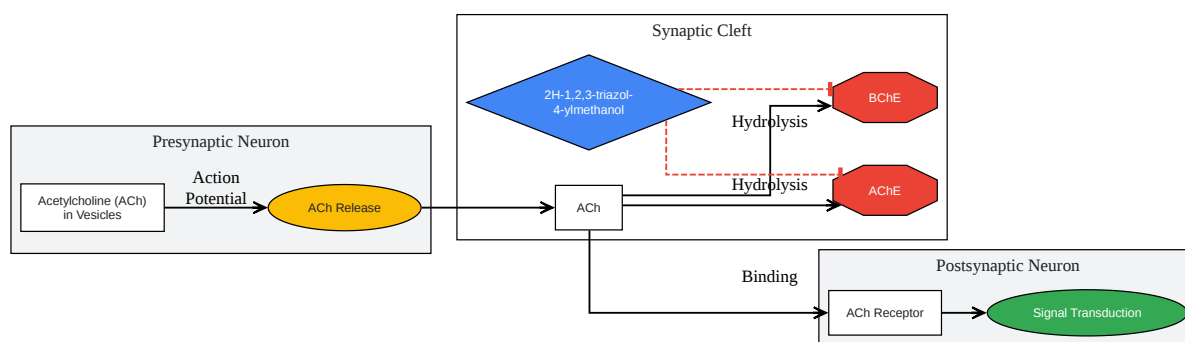 Synaptic Cleft
2H-1,2,3-triazol-
4-ylmethanol
BChE
Hydrolysis
Presynaptic Neuron
Acetylcholine (ACh)
in Vesicles
Action
Potential
ACh Release
ACh
Hydrolysis
AChE
Binding
Postsynaptic Neuron
ACh Receptor
Signal Transduction